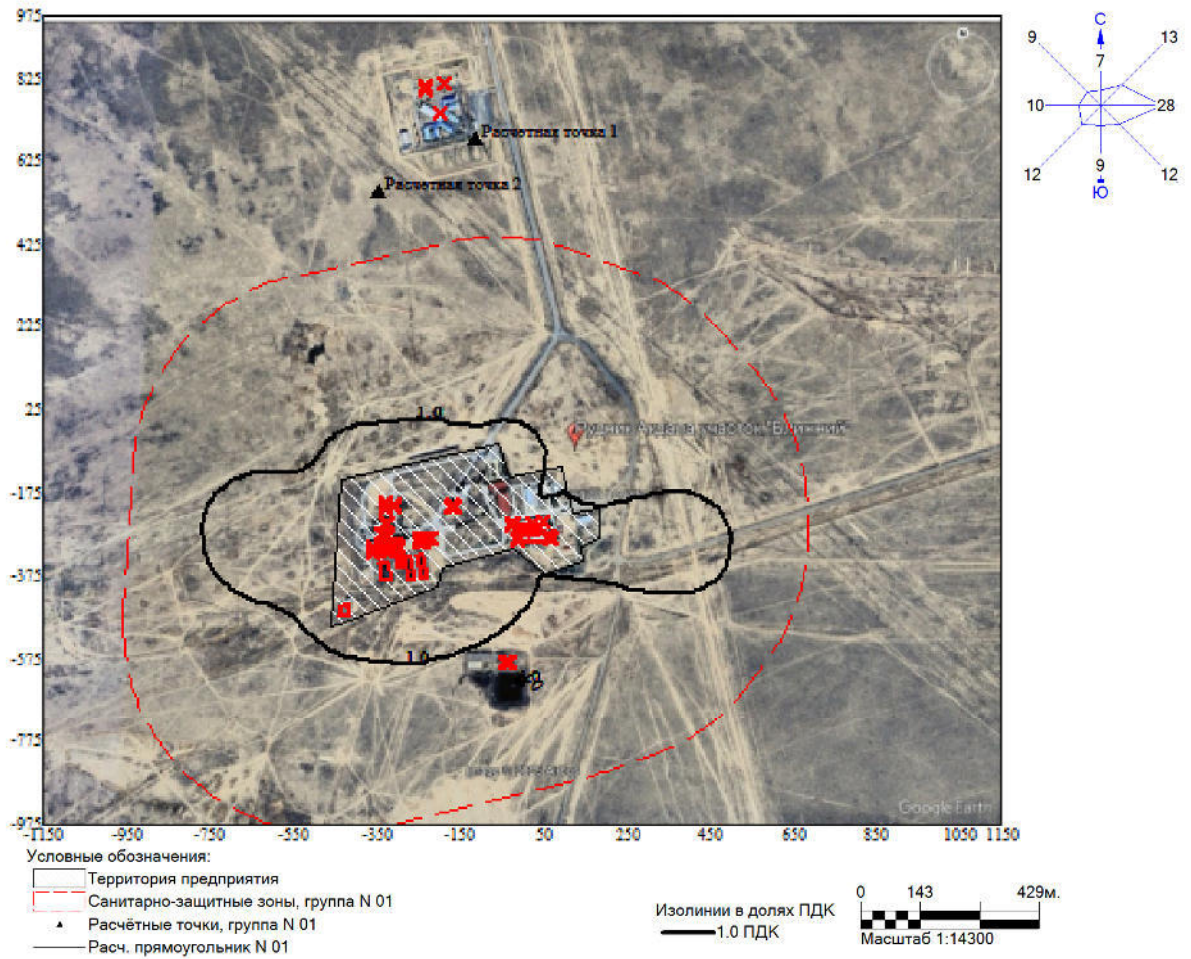 975
825
625
425
225
25
-175
-375
-575
-775
-975
-1150 -950 -750 -550 -350 -150 50 250 450 650 850 1050 1150
Расчетная точка 1
Расчетная точка 2
1.0
Рудник Акдала участок
1.0
Google Earth
С
9 7 13
10 28
12 9 12
Ю
Условные обозначения:
Территория предприятия
Санитарно-защитные зоны, группа N 01
Расчётные точки, группа N 01
Расч. прямоугольник N 01
Изолинии в долях ПДК
1.0 ПДК
0 143 429м.
Масштаб 1:14300